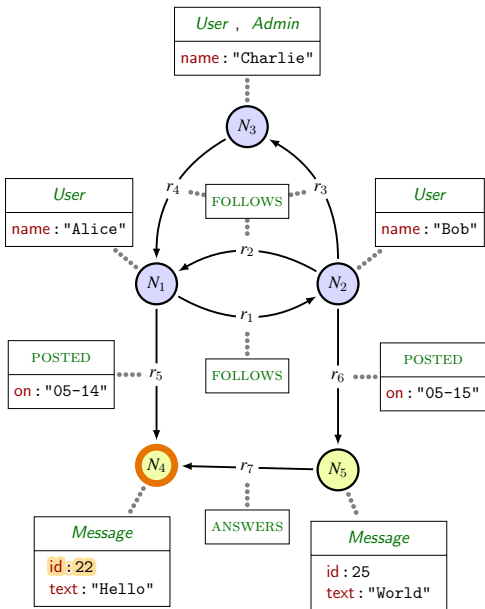 User , Admin
name : "Charlie"
N3
r4
r3
User
name : "Alice"
FOLLOWS
User
name : "Bob"
r2
N1
N2
r1
POSTED
on : "05-14"
r5
FOLLOWS
r6
POSTED
on : "05-15"
N4
r7
N5
ANSWERS
Message
id : 22
text : "Hello"
Message
id : 25
text : "World"